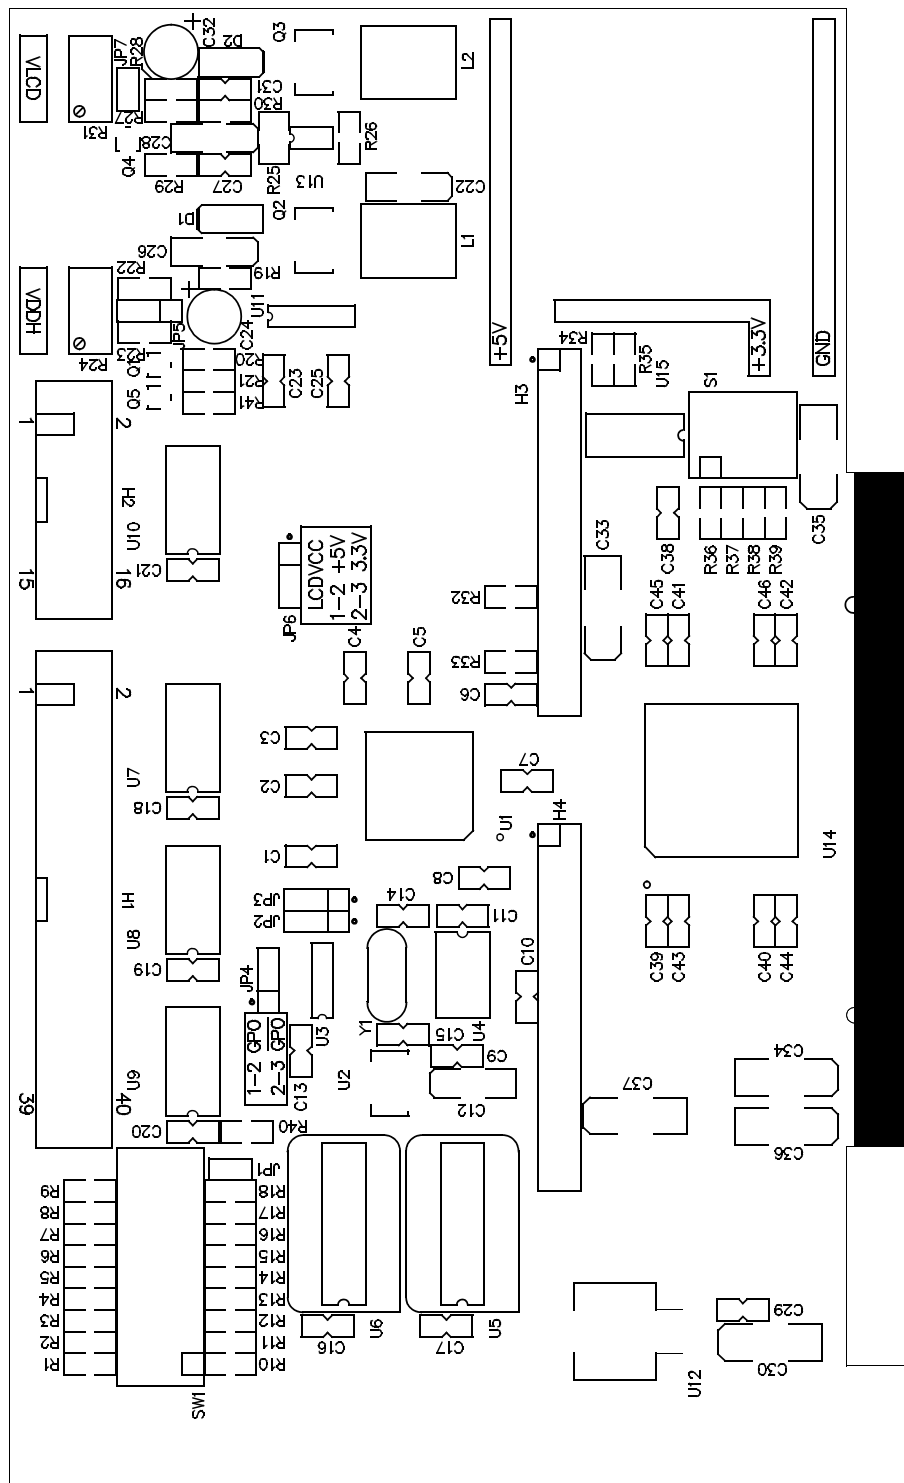 VLCD
R31
JP7
R28
C32
D2
Q3
L2
C31
R30
R27
C28
Q4
R29
C27
R25
U13
R26
C22
D1
Q2
C26
R19
L1
VDDH
R24
R22
R23
JP5
C24
U11
Q1
Q5
R20
R21
R41
C23
C25
+5V
+3.3V
GND
R34
R35
U15
S1
H3
1
2
H2
15
16
U10
C21
LCDVCC
1-2 +5V
2-3 3.3V
JP6
C4
C5
R32
R33
C6
C33
C38
R36
R37
R38
R39
C35
C45
C41
C46
C42
1
2
U7
C18
C3
C2
C1
U1
C7
H4
U14
H1
U8
C19
JP3
JP2
C14
C8
C11
C10
C39
C43
C40
C44
JP4
1-2 GPO
2-3 GPO
U3
C13
Y1
U2
C15
U4
C9
C12
C37
C34
C36
39
40
U9
C20
R40
JP1
R9
R8
R7
R6
R5
R4
R3
R2
R1
R18
R17
R16
R15
R14
R13
R12
R11
R10
SW1
C16
U6
C17
U5
U12
C29
C30